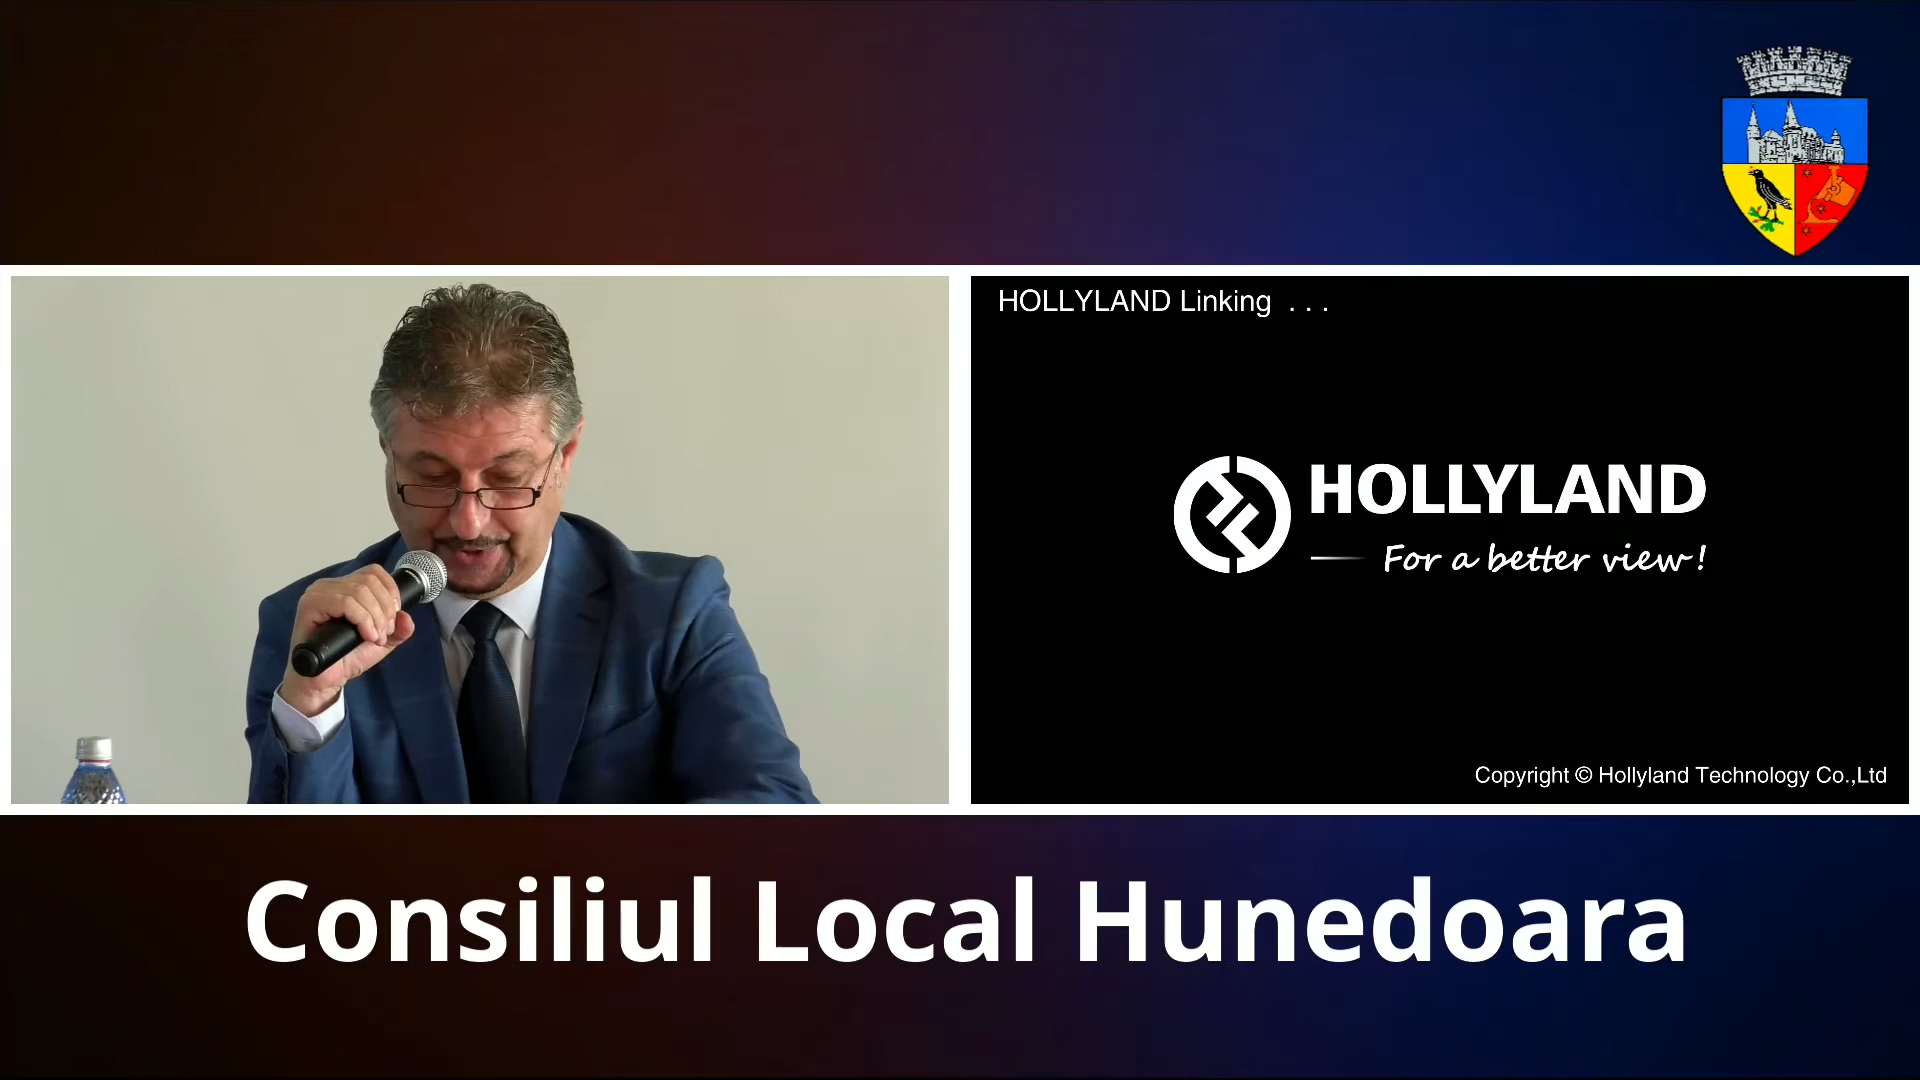 HOLLYLAND Linking . . .
HOLLYLAND
For a better view!
Copyright © Hollyland Technology Co.,Ltd
Consiliul Local Hunedoara